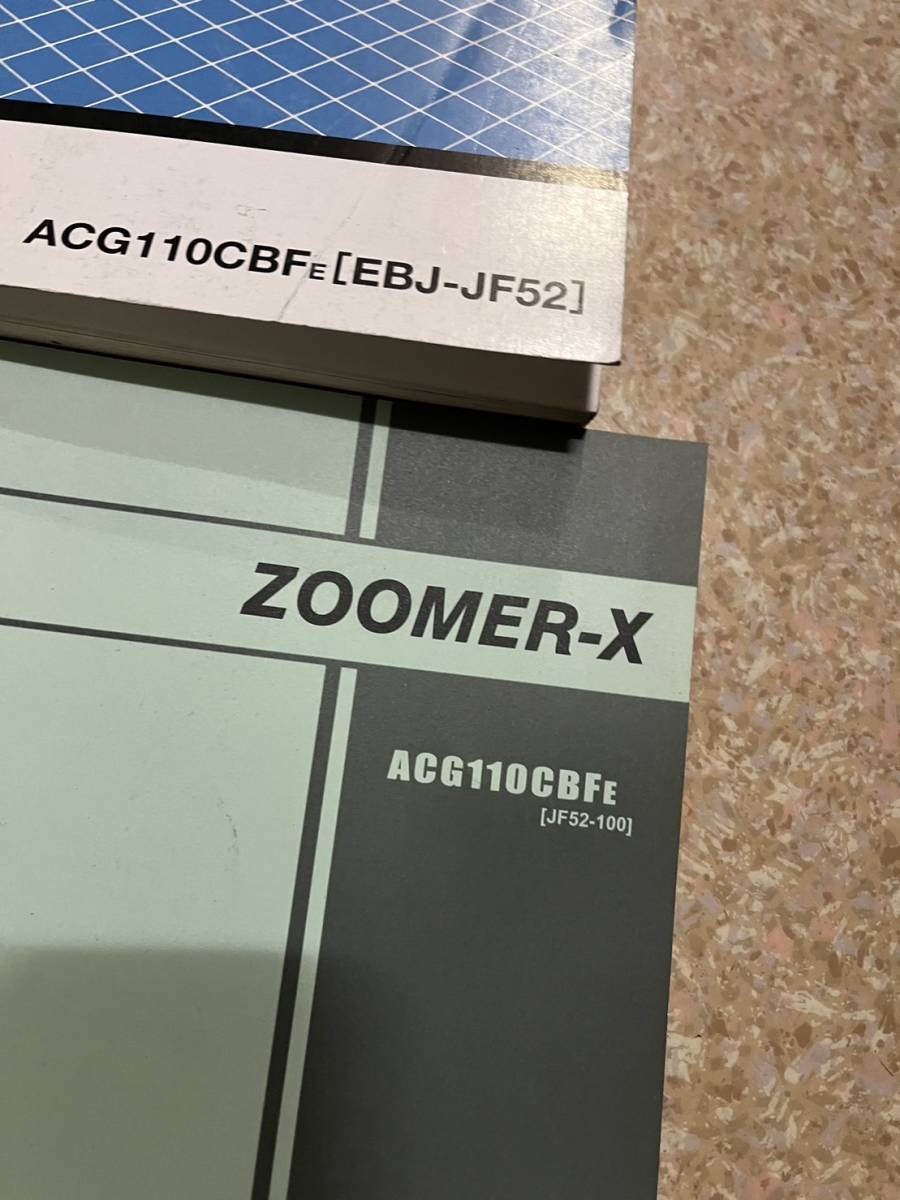 ACG110CBFE[EBJ-JF52]
ZOOMER-X
ACG110CBFE
[JF52-100]